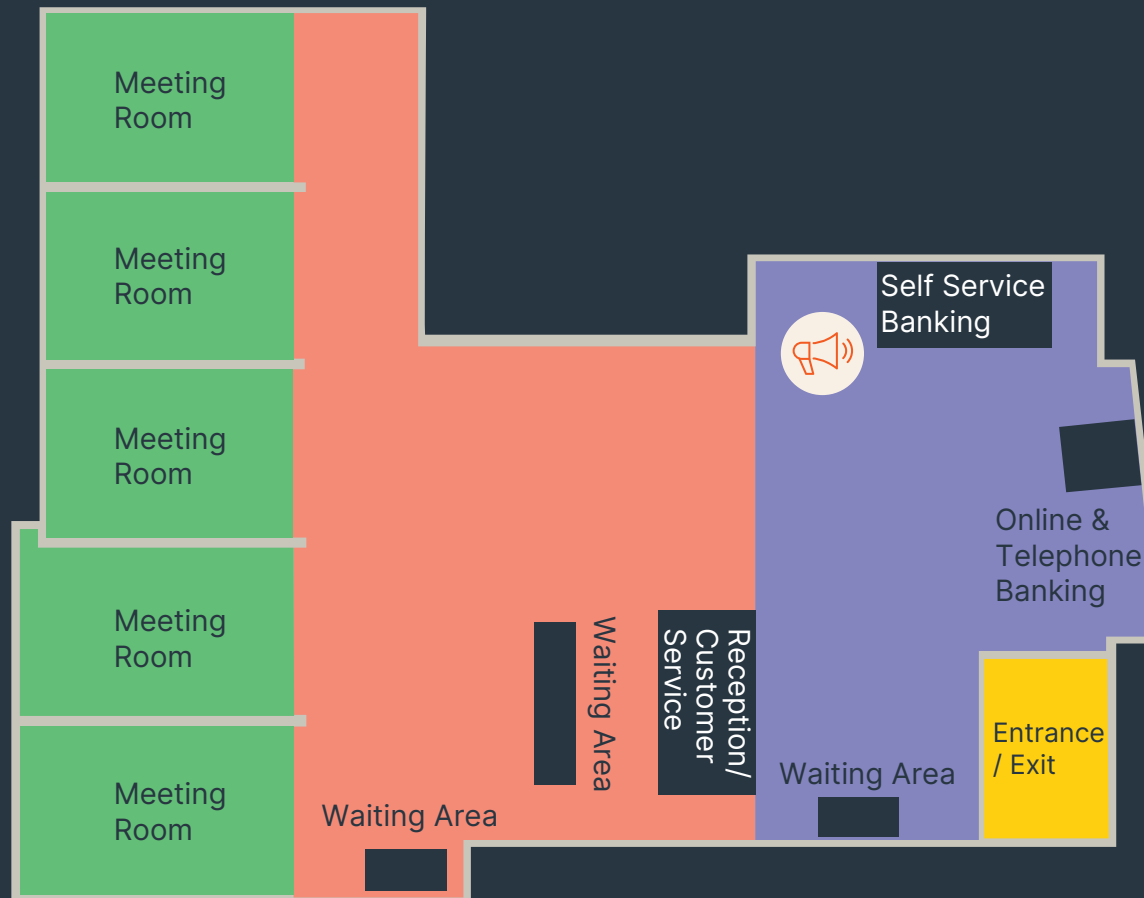 Meeting
Room
Meeting
Room
Meeting
Room
Meeting
Room
Meeting
Room
Waiting Area
Waiting Area
Reception/
Customer
Service
Self Service
Banking
Online &
Telephone
Banking
Waiting Area
Entrance
/ Exit